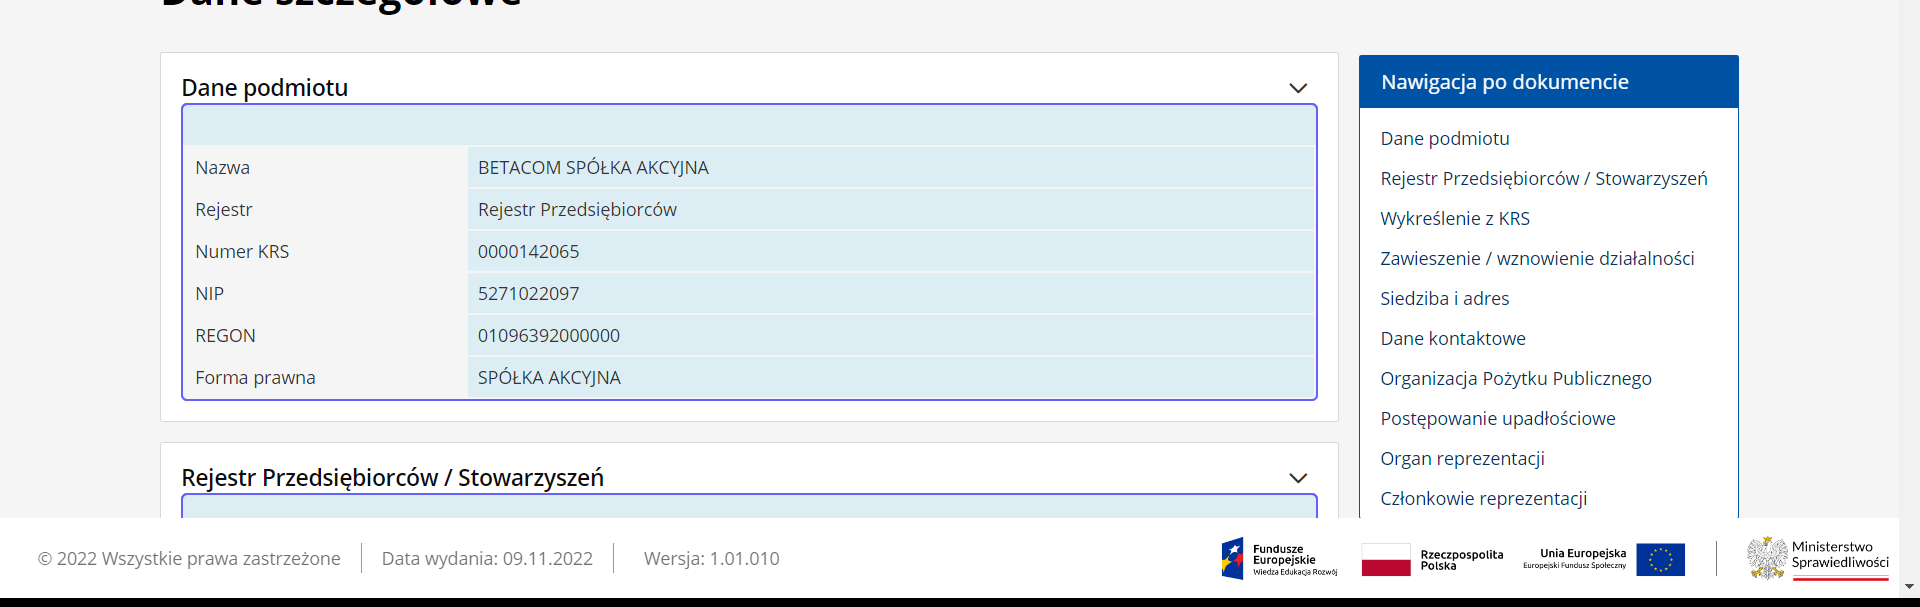 Dane szczegółowe
Dane podmiotu
Nazwa BETACOM SPÓŁKA AKCYJNA
Rejestr Rejestr Przedsiębiorców
Numer KRS 0000142065
NIP 5271022097
REGON 01096392000000
Forma prawna SPÓŁKA AKCYJNA
Rejestr Przedsiębiorców / Stowarzyszeń
Nawigacja po dokumencie
Dane podmiotu
Rejestr Przedsiębiorców / Stowarzyszeń
Wykreślenie z KRS
Zawieszenie / wznowienie działalności
Siedziba i adres
Dane kontaktowe
Organizacja Pożytku Publicznego
Postępowanie upadłościowe
Organ reprezentacji
Członkowie reprezentacji
© 2022 Wszystkie prawa zastrzeżone Data wydania: 09.11.2022 Wersja: 1.01.010
Fundusze
Europejskie
Wiedza Edukacja Rozwój
Rzeczpospolita
Polska
Unia Europejska
Europejski Fundusz Społeczny
Ministerstwo
Sprawiedliwości